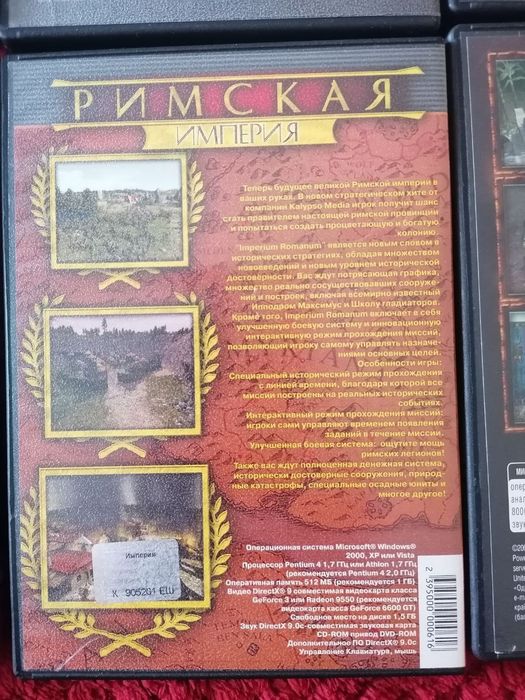 РИМСКАЯ
ИМПЕРИЯ
Теперь будущее великой Римской империи в
ваших руках. В новом стратегическом хите от
компании Kalypso Media игрок получит шанс
стать правителем настоящей римской провинции
и попытаться создать процветающую и богатую
колонию.
"Imperium Romanum" является новым словом в
исторических стратегиях, обладая множеством
нововведений и новым уровнем исторической
достоверности. Вас ждут потрясающая графика,
множество реально сосуществовавших сооруже-
ний и построек, включая всемирно известный
Ипподром Максимус и Школу гладиаторов.
Кроме того, Imperium Romanum включает в себя
улучшенную боевую систему и инновационную
интерактивную режим прохождения миссий,
позволяющий игроку самому управлять назначе-
ниями основных целей.
Особенности игры:
Специальный исторический режим прохождения
с линией времени, благодаря которой все
миссии построены на реальных исторических
событиях.
Интерактивный режим прохождения миссий:
игроки сами управляют временем появления
заданий в течение миссии.
Улучшенная боевая система: ощутите мощь
римских легионов!
Также вас ждут полноценная денежная система,
исторически достоверные сооружения, природ-
ные катастрофы, специальные осадные юниты и
многое другое!
Империя
X 905201 ЕШ
Операционная система Microsoft® Windows®
2000, XP или Vista
Процессор Pentium 4 1,7 ГГц или Athlon 1,7 ГГц
(рекомендуется Pentium 4 2,0 ГГц)
Оперативная память 512 МБ (рекомендуется 1 ГБ).
Видео DirectX® 9 совместимая видеокарта класса
GeForce 3 или Radeon 9550 (рекомендуется
видеокарта касса GeForce 6600 GT)
Свободное место на диске 1,5 ГБ
Звук DirectX 9.0c-совместимая звуковая карта
CD-ROM привод DVD-ROM
Дополнительное ПО DirectX® 9.0c
Управление Клавиатура, мышь
2 395000 000616